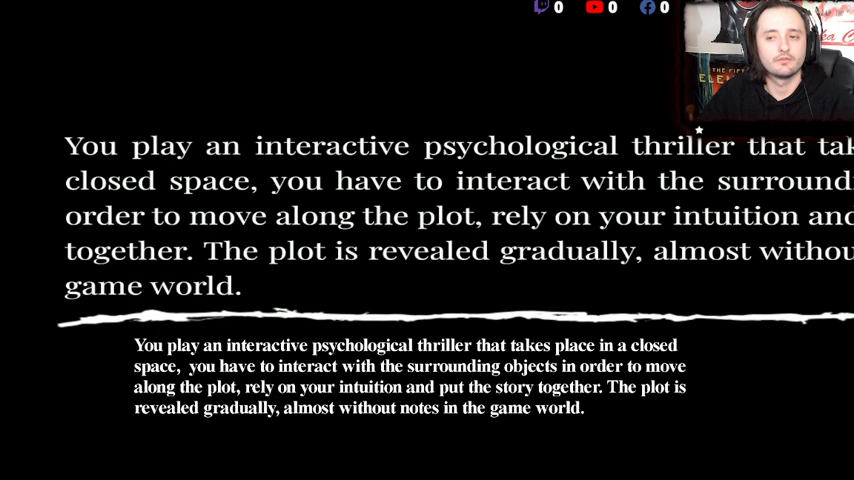 0 0 0
THE FIFTH
ELEM
ka C
You play an interactive psychological thriller that tak
closed space, you have to interact with the surround
order to move along the plot, rely on your intuition and
together. The plot is revealed gradually, almost withou
game world.
You play an interactive psychological thriller that takes place in a closed
space, you have to interact with the surrounding objects in order to move
along the plot, rely on your intuition and put the story together. The plot is
revealed gradually, almost without notes in the game world.